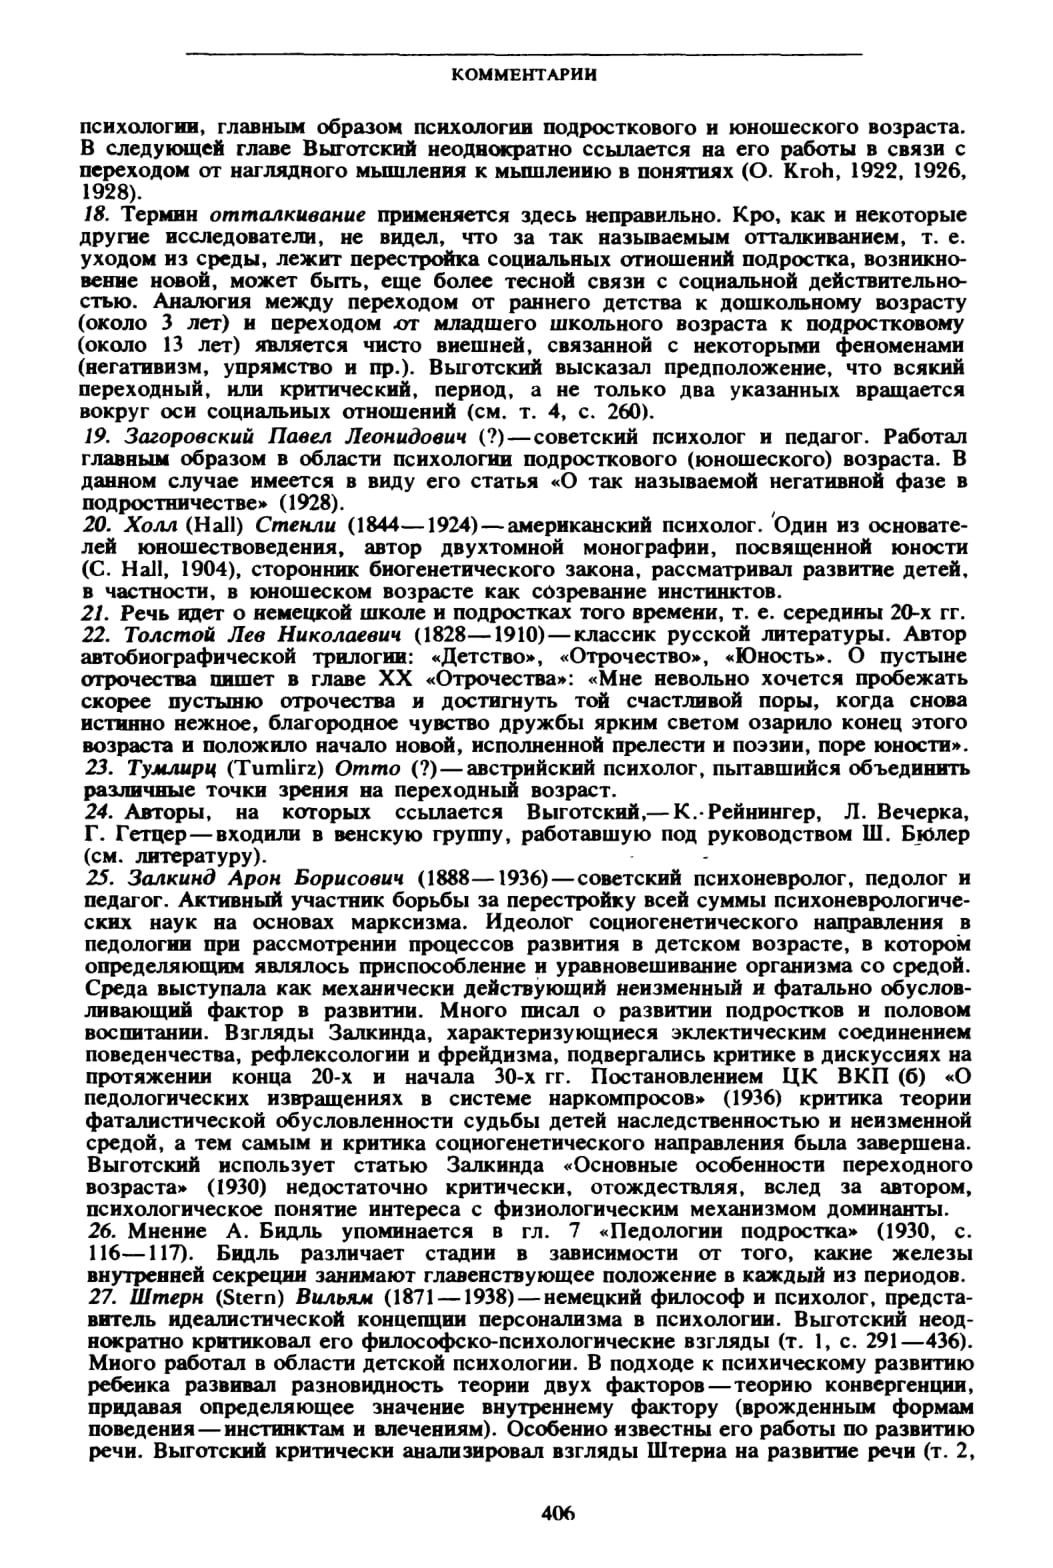 КОММЕНТАРИИ
психологии, главным образом психологии подросткового и юношеского возраста.
В следующей главе Выготский неоднократно ссылается на его работы в связи с
переходом от наглядного мышления к мышлению в понятиях (O. Kroh, 1922, 1926,
1928).
18. Термин отталкивание применяется здесь неправильно. Кро, как и некоторые
другие исследователи, не видел, что за так называемым отталкиванием, т. е.
уходом из среды, лежит перестройка социальных отношений подростка, возникно-
вение новой, может быть, еще более тесной связи с социальной действительно-
стью. Аналогия между переходом от раннего детства к дошкольному возрасту
(около 3 лет) и переходом от младшего школьного возраста к подростковому
(около 13 лет) является чисто внешней, связанной с некоторыми феноменами
(негативизм, упрямство и пр.). Выготский высказал предположение, что всякий
переходный, или критический, период, а не только два указанных вращается
вокруг оси социальных отношений (см. т. 4, с. 260).
19. Загоровский Павел Леонидович (?)—советский психолог и педагог. Работал
главным образом в области психологии подросткового (юношеского) возраста. В
данном случае имеется в виду его статья «О так называемой негативной фазе в
подростничестве» (1928).
20. Холл (Hall) Стенли (1844—1924)—американский психолог. Один из основате-
лей юношествоведения, автор двухтомной монографии, посвященной юности
(С. Hall, 1904), сторонник биогенетического закона, рассматривал развитие детей,
в частности, в юношеском возрасте как созревание инстинктов.
21. Речь идет о немецкой школе и подростках того времени, т. е. середины 20-х гг.
22. Толстой Лев Николаевич (1828—1910)—классик русской литературы. Автор
автобиографической трилогии: «Детство», «Отрочество», «Юность». О пустыне
отрочества пишет в главе XX «Отрочества»: «Мне невольно хочется пробежать
скорее пустыню отрочества и достигнуть той счастливой поры, когда снова
истинно нежное, благородное чувство дружбы ярким светом озарило конец этого
возраста и положило начало новой, исполненной прелести и поэзии, поре юности».
23. Тумлирц (Tumlirz) Отто (?)—австрийский психолог, пытавшийся объединить
различные точки зрения на переходный возраст.
24. Авторы, на которых ссылается Выготский,—К. Рейнингер, Л. Вечерка,
Г. Гетцер—входили в венскую группу, работавшую под руководством Ш. Бюлер
(см. литературу).
25. Залкинд Арон Борисович (1888—1936)—советский психоневролог, педолог и
педагог. Активный участник борьбы за перестройку всей суммы психоневрологиче-
ских наук на основах марксизма. Идеолог социогенетического направления в
педологии при рассмотрении процессов развития в детском возрасте, в котором
определяющим являлось приспособление и уравновешивание организма со средой.
Среда выступала как механически действующий неизменный и фатально обуслов-
ливающий фактор в развитии. Много писал о развитии подростков и половом
воспитании. Взгляды Залкинда, характеризующиеся эклектическим соединением
поведенчества, рефлексологии и фрейдизма, подвергались критике в дискуссиях на
протяжении конца 20-х и начала 30-х гг. Постановлением ЦК ВКП (б) «О
педологических извращениях в системе наркомпросов» (1936) критика теории
фаталистической обусловленности судьбы детей наследственностью и неизменной
средой, а тем самым и критика социогенетического направления была завершена.
Выготский использует статью Залкинда «Основные особенности переходного
возраста» (1930) недостаточно критически, отождествляя, вслед за автором,
психологическое понятие интереса с физиологическим механизмом доминанты.
26. Мнение А. Бидль упоминается в гл. 7 «Педологии подростка» (1930, с.
116—117). Бидль различает стадии в зависимости от того, какие железы
внутренней секреции занимают главенствующее положение в каждый из периодов.
27. Штерн (Stern) Вильям (1871—1938)—немецкий философ и психолог, предста-
витель идеалистической концепции персонализма в психологии. Выготский неод-
нократно критиковал его философско-психологические взгляды (т. 1, с. 291—436).
Много работал в области детской психологии. В подходе к психическому развитию
ребенка развивал разновидность теории двух факторов—теорию конвергенции,
придавая определяющее значение внутреннему фактору (врожденным формам
поведения—инстинктам и влечениям). Особенно известны его работы по развитию
речи. Выготский критически анализировал взгляды Штерна на развитие речи (т. 2,
406